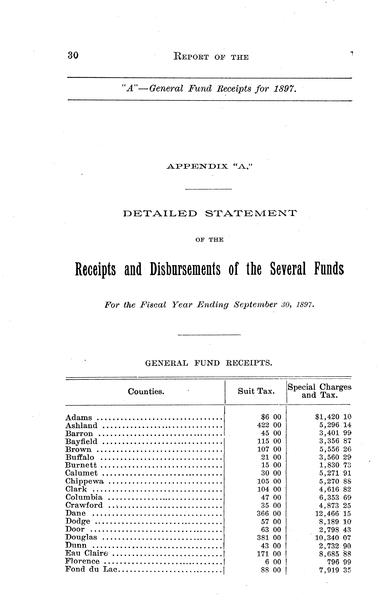 30 REPORT OF THE
"A"—General Fund Receipts for 1897.
APPENDIX "A,"
DETAILED STATEMENT
OF THE
Receipts and Disbursements of the Several Funds
For the Fiscal Year Ending September 30, 1897.
GENERAL FUND RECEIPTS.
Counties. Suit Tax. Special Charges and Tax.
Adams $6 00 $1,420 10
Ashland 422 00 5,296 14
Barron 45 00 3,401 99
Bayfield 115 00 3,356 87
Brown 107 00 5,556 26
Buffalo 21 00 3,560 29
Burnett 15 00 1,830 73
Calumet 30 00 5,271 91
Chippewa 105 00 5,270 88
Clark 104 00 4,616 82
Columbia 47 00 6,353 69
Crawford 35 00 4,873 25
Dane 366 00 12,466 15
Dodge 57 00 8,189 10
Door 63 00 2,798 43
Douglas 381 00 10,340 07
Dunn 43 00 2,732 90
Eau Claire 171 00 8,685 88
Florence 6 00 796 99
Fond du Lac 88 00 7,919 35